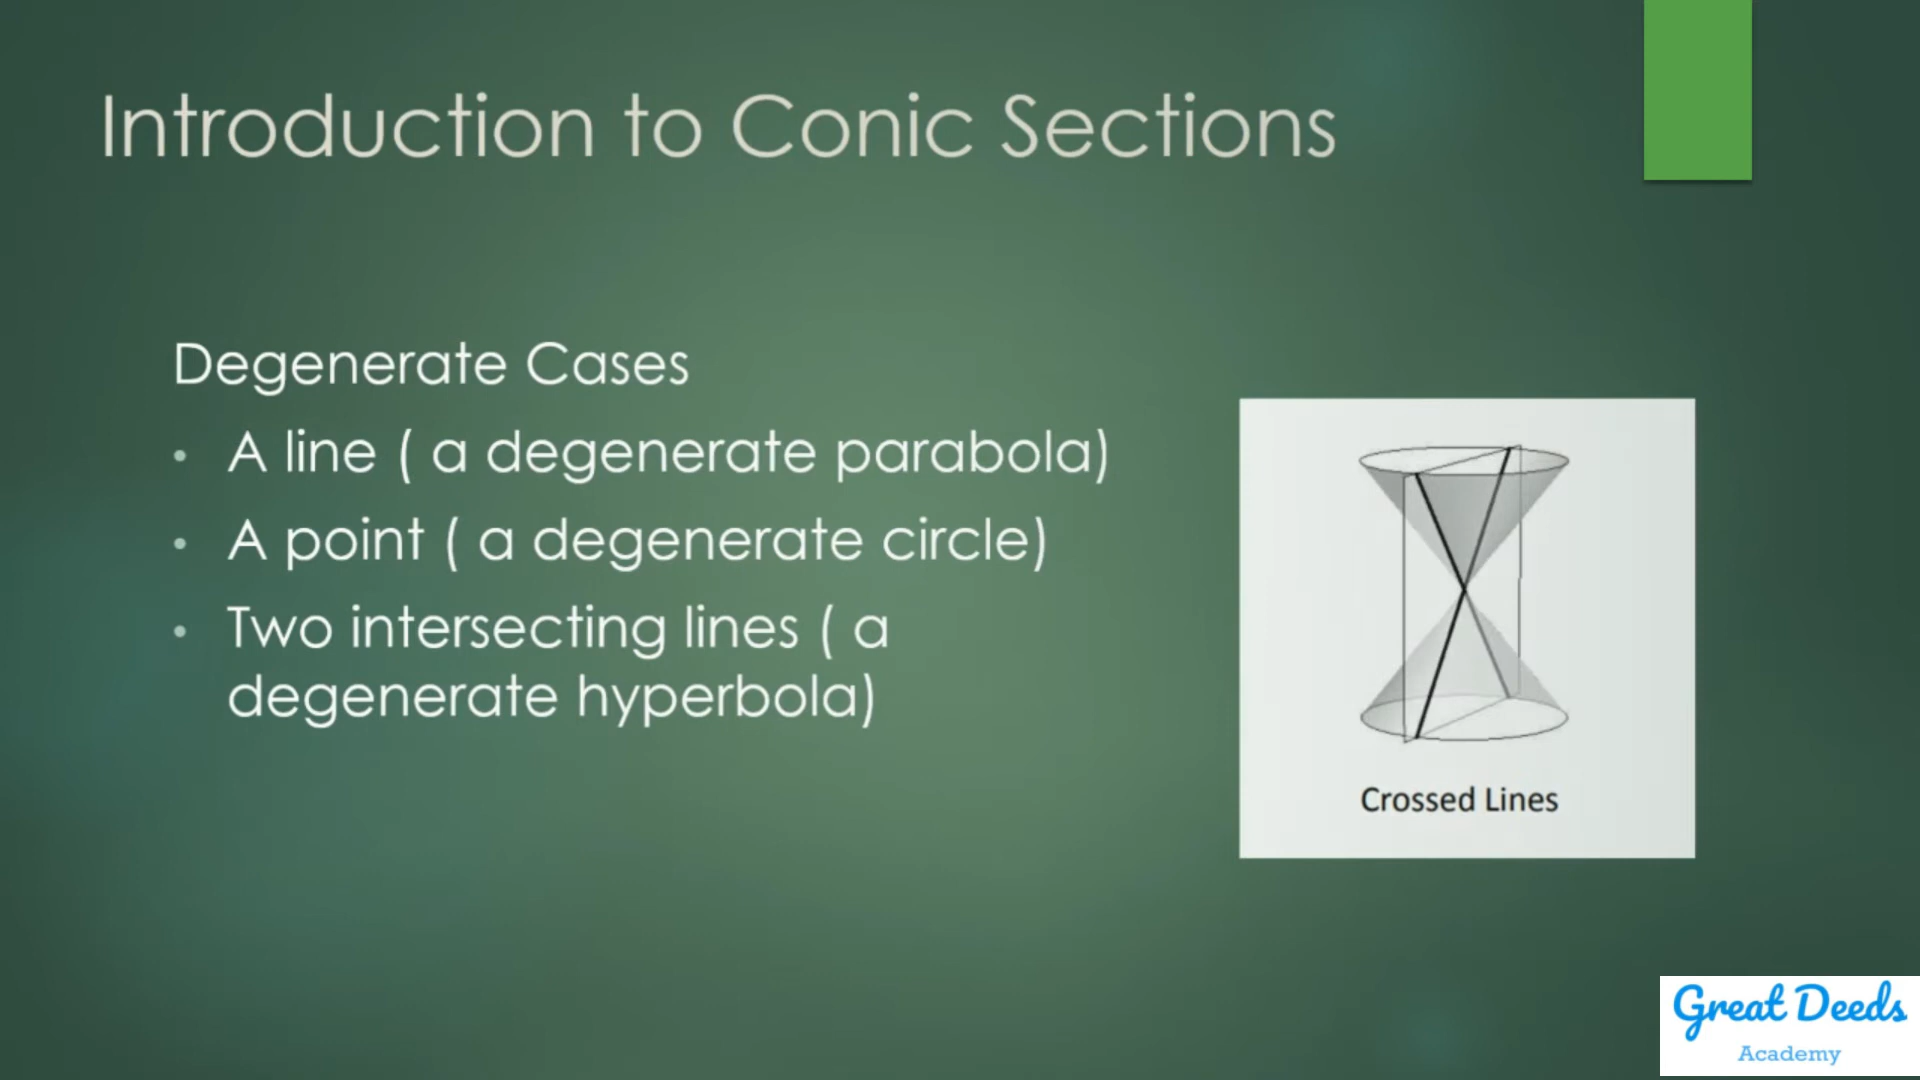 Introduction to Conic Sections
Degenerate Cases
• A line ( a degenerate parabola)
• A point ( a degenerate circle)
• Two intersecting lines ( a
degenerate hyperbola)
Crossed Lines
Great Deeds
Academy